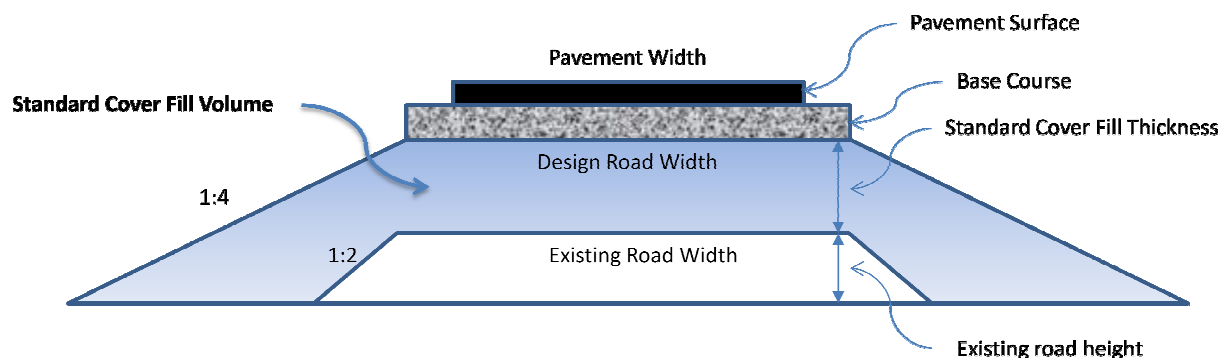 Pavement Surface
Pavement Width
Base Course
Standard Cover Fill Volume
Standard Cover Fill Thickness
Design Road Width
1:4
1:2
Existing Road Width
Existing road height